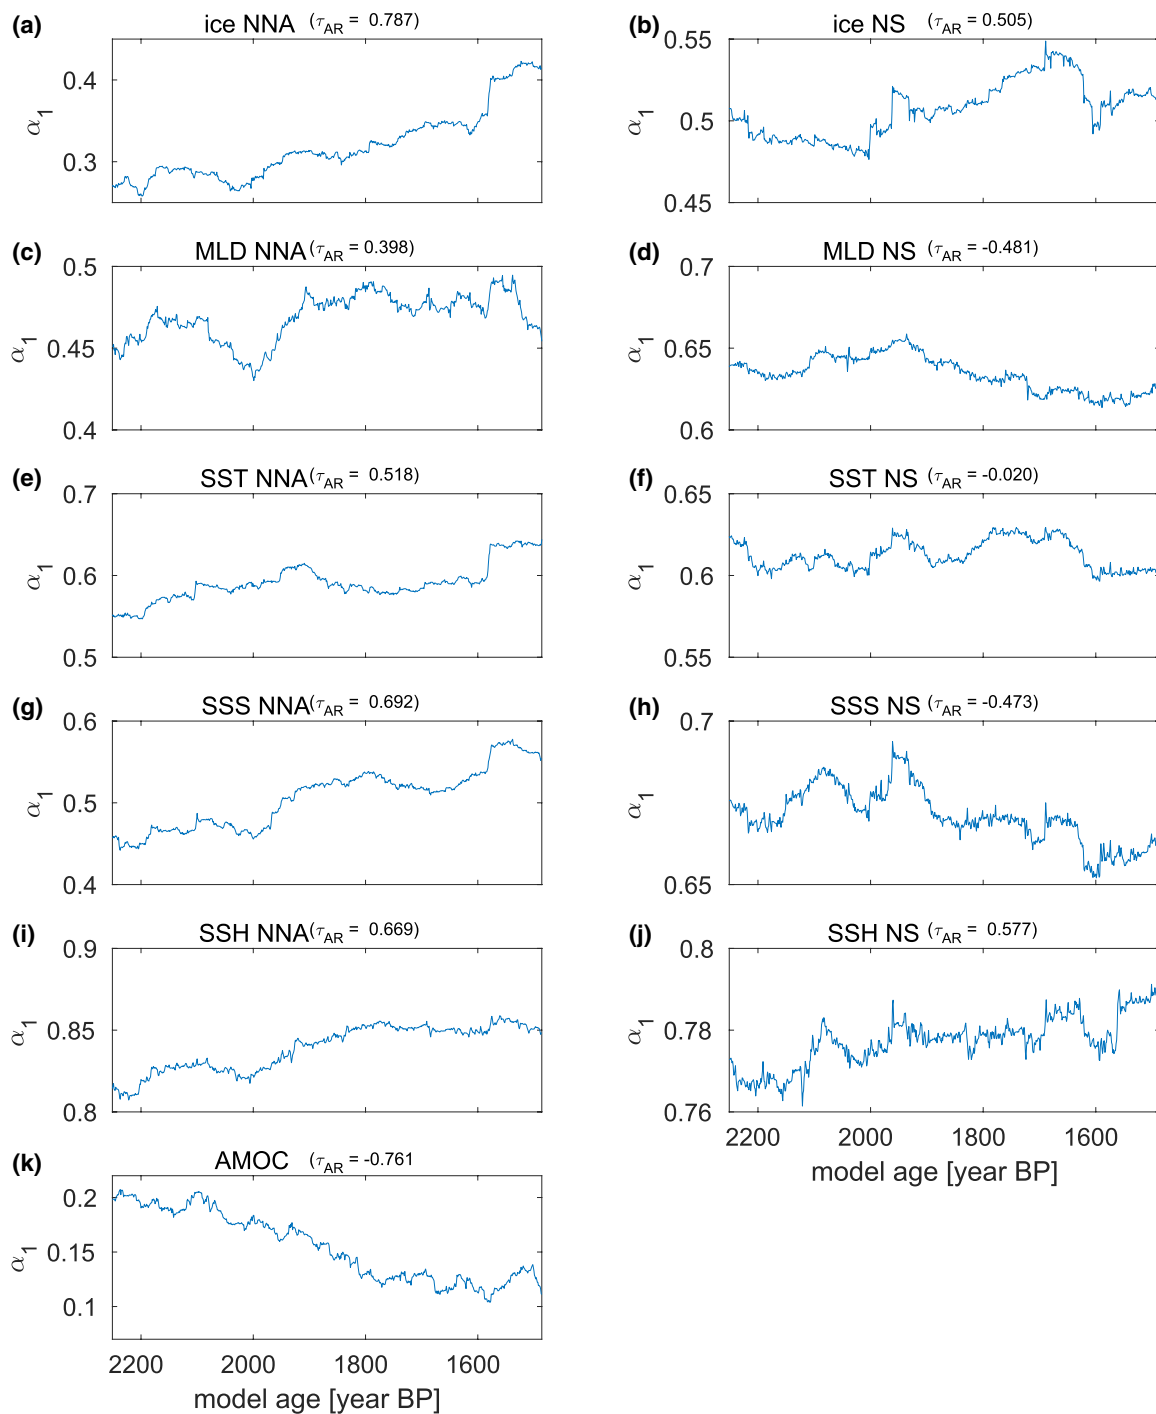 (a) ice NNA (τAR = 0.787)
0.4
0.3
α1
(b) ice NS (τAR = 0.505)
0.55
0.5
0.45
α1
(c) MLD NNA (τAR = 0.398)
0.5
0.45
0.4
α1
(d) MLD NS (τAR = -0.481)
0.7
0.65
0.6
α1
(e) SST NNA (τAR = 0.518)
0.7
0.6
0.5
α1
(f) SST NS (τAR = -0.020)
0.65
0.6
0.55
α1
(g) SSS NNA (τAR = 0.692)
0.6
0.5
0.4
α1
(h) SSS NS (τAR = -0.473)
0.7
0.65
α1
(i) SSH NNA (τAR = 0.669)
0.9
0.85
0.8
α1
(j) SSH NS (τAR = 0.577)
0.8
0.78
0.76
α1
2200 2000 1800 1600
model age [year BP]
(k) AMOC (τAR = -0.761
0.2
0.15
0.1
α1
2200 2000 1800 1600
model age [year BP]